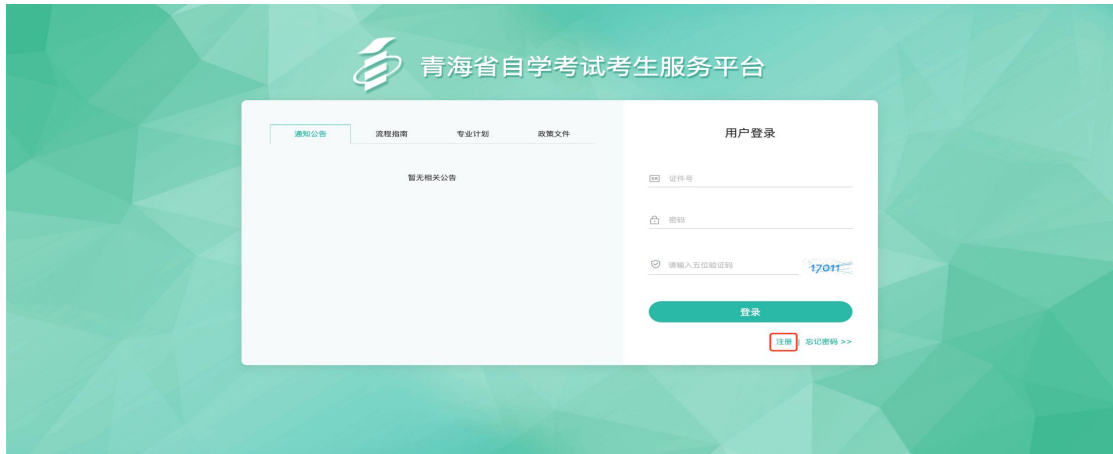 青海省自学考试考生服务平台
通知公告 流程指南 专业计划 政策文件
暂无相关公告
用户登录
证件号
密码
请输入五位验证码 17011
登录
注册 | 忘记密码 >>